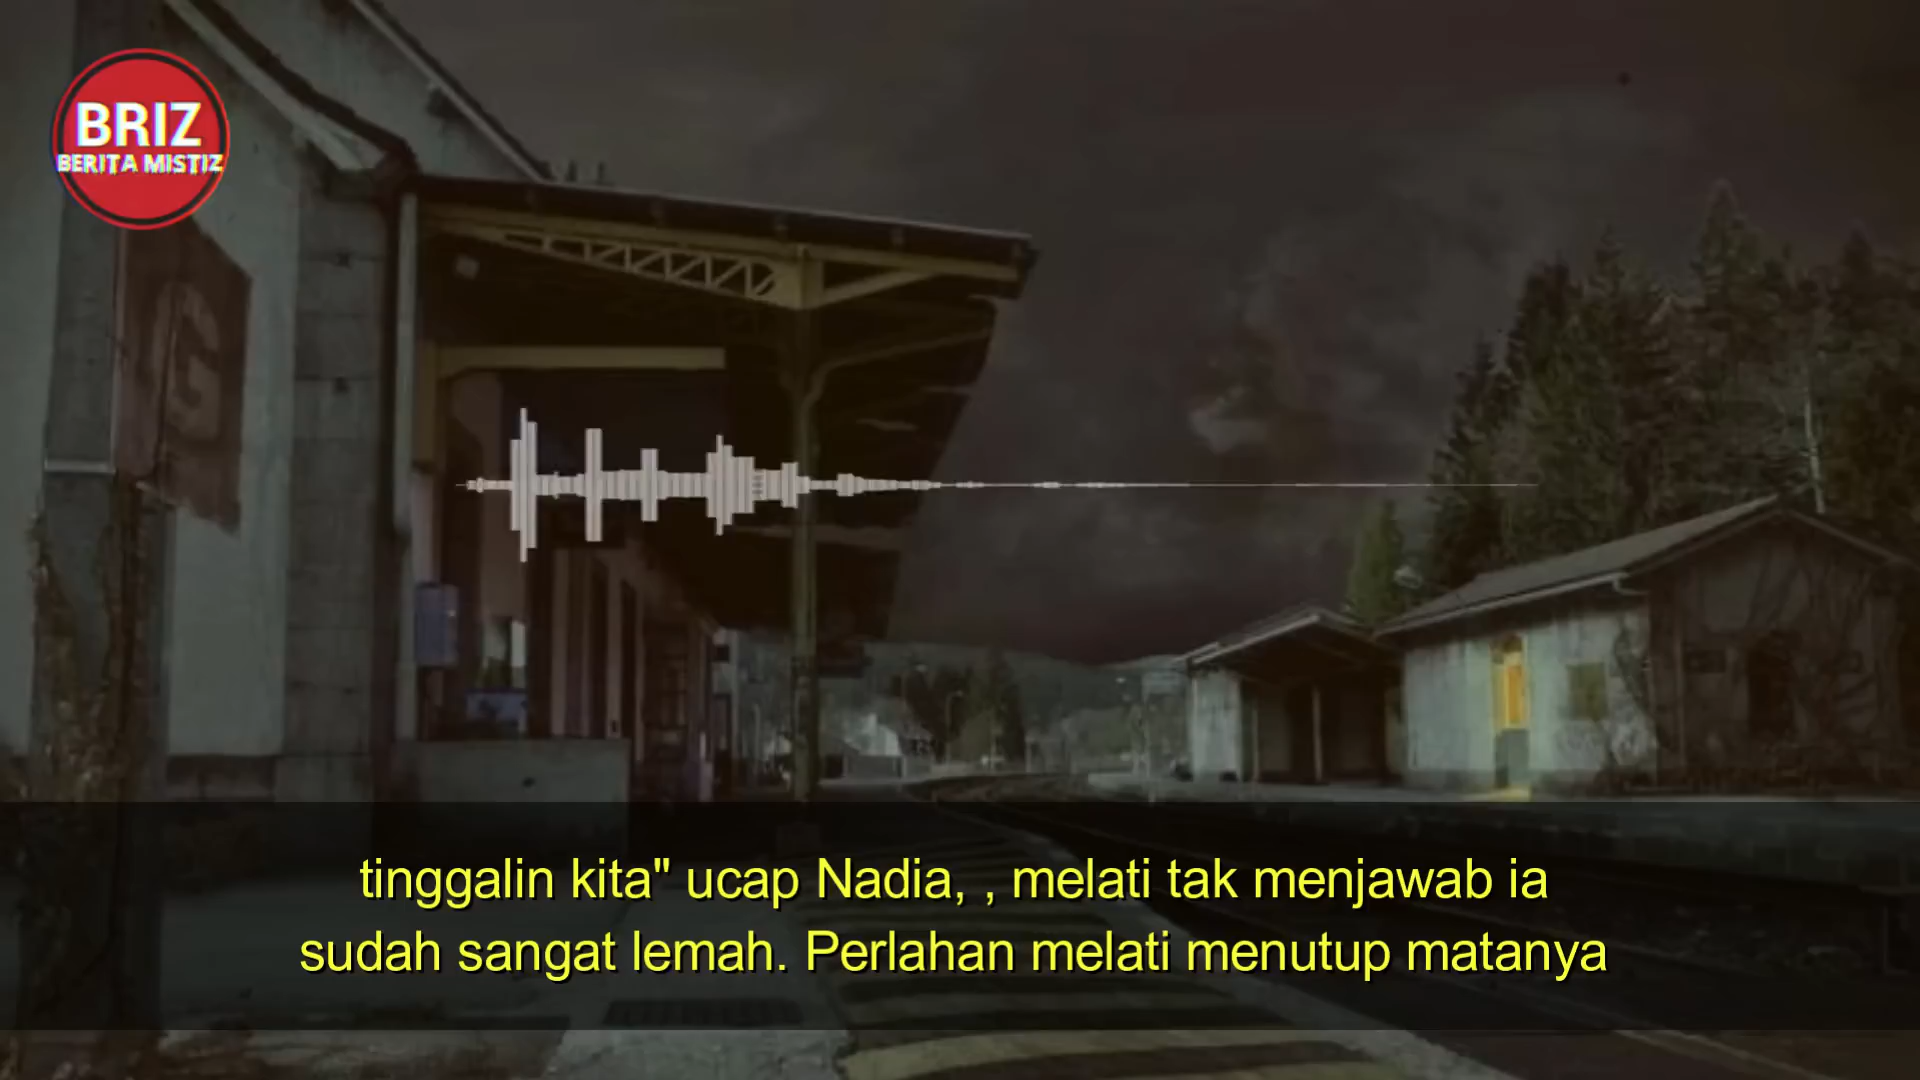 BRIZ
BERITA MISTIZ
G
tinggalin kita" ucap Nadia, , melati tak menjawab ia
sudah sangat lemah. Perlahan melati menutup matanya